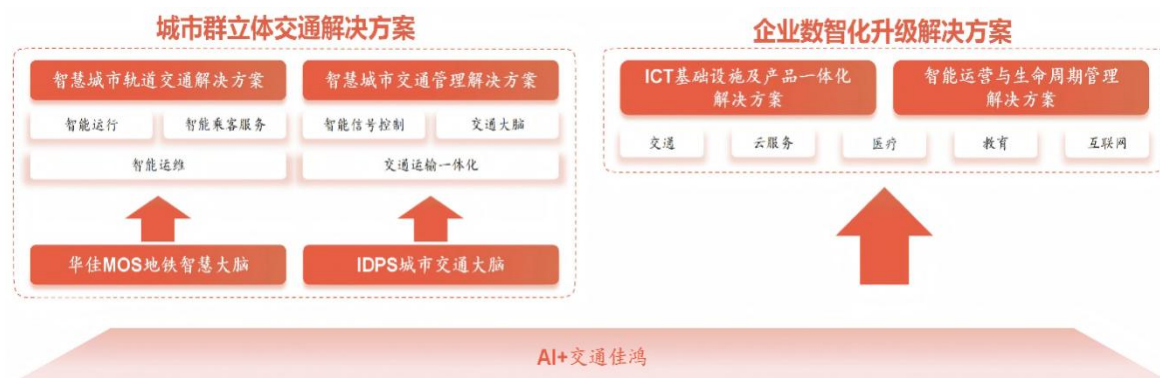 城市群立体交通解决方案
智慧城市轨道交通解决方案
智慧城市交通管理解决方案
智能运行
智能乘客服务
智能信号控制
交通大脑
智能运维
交通运输一体化
华佳MOS地铁智慧大脑
IDPS城市交通大脑
企业数智化升级解决方案
ICT基础设施及产品一体化
解决方案
智能运营与生命周期管理
解决方案
交通
云服务
医疗
教育
互联网
AI+交通佳鸿